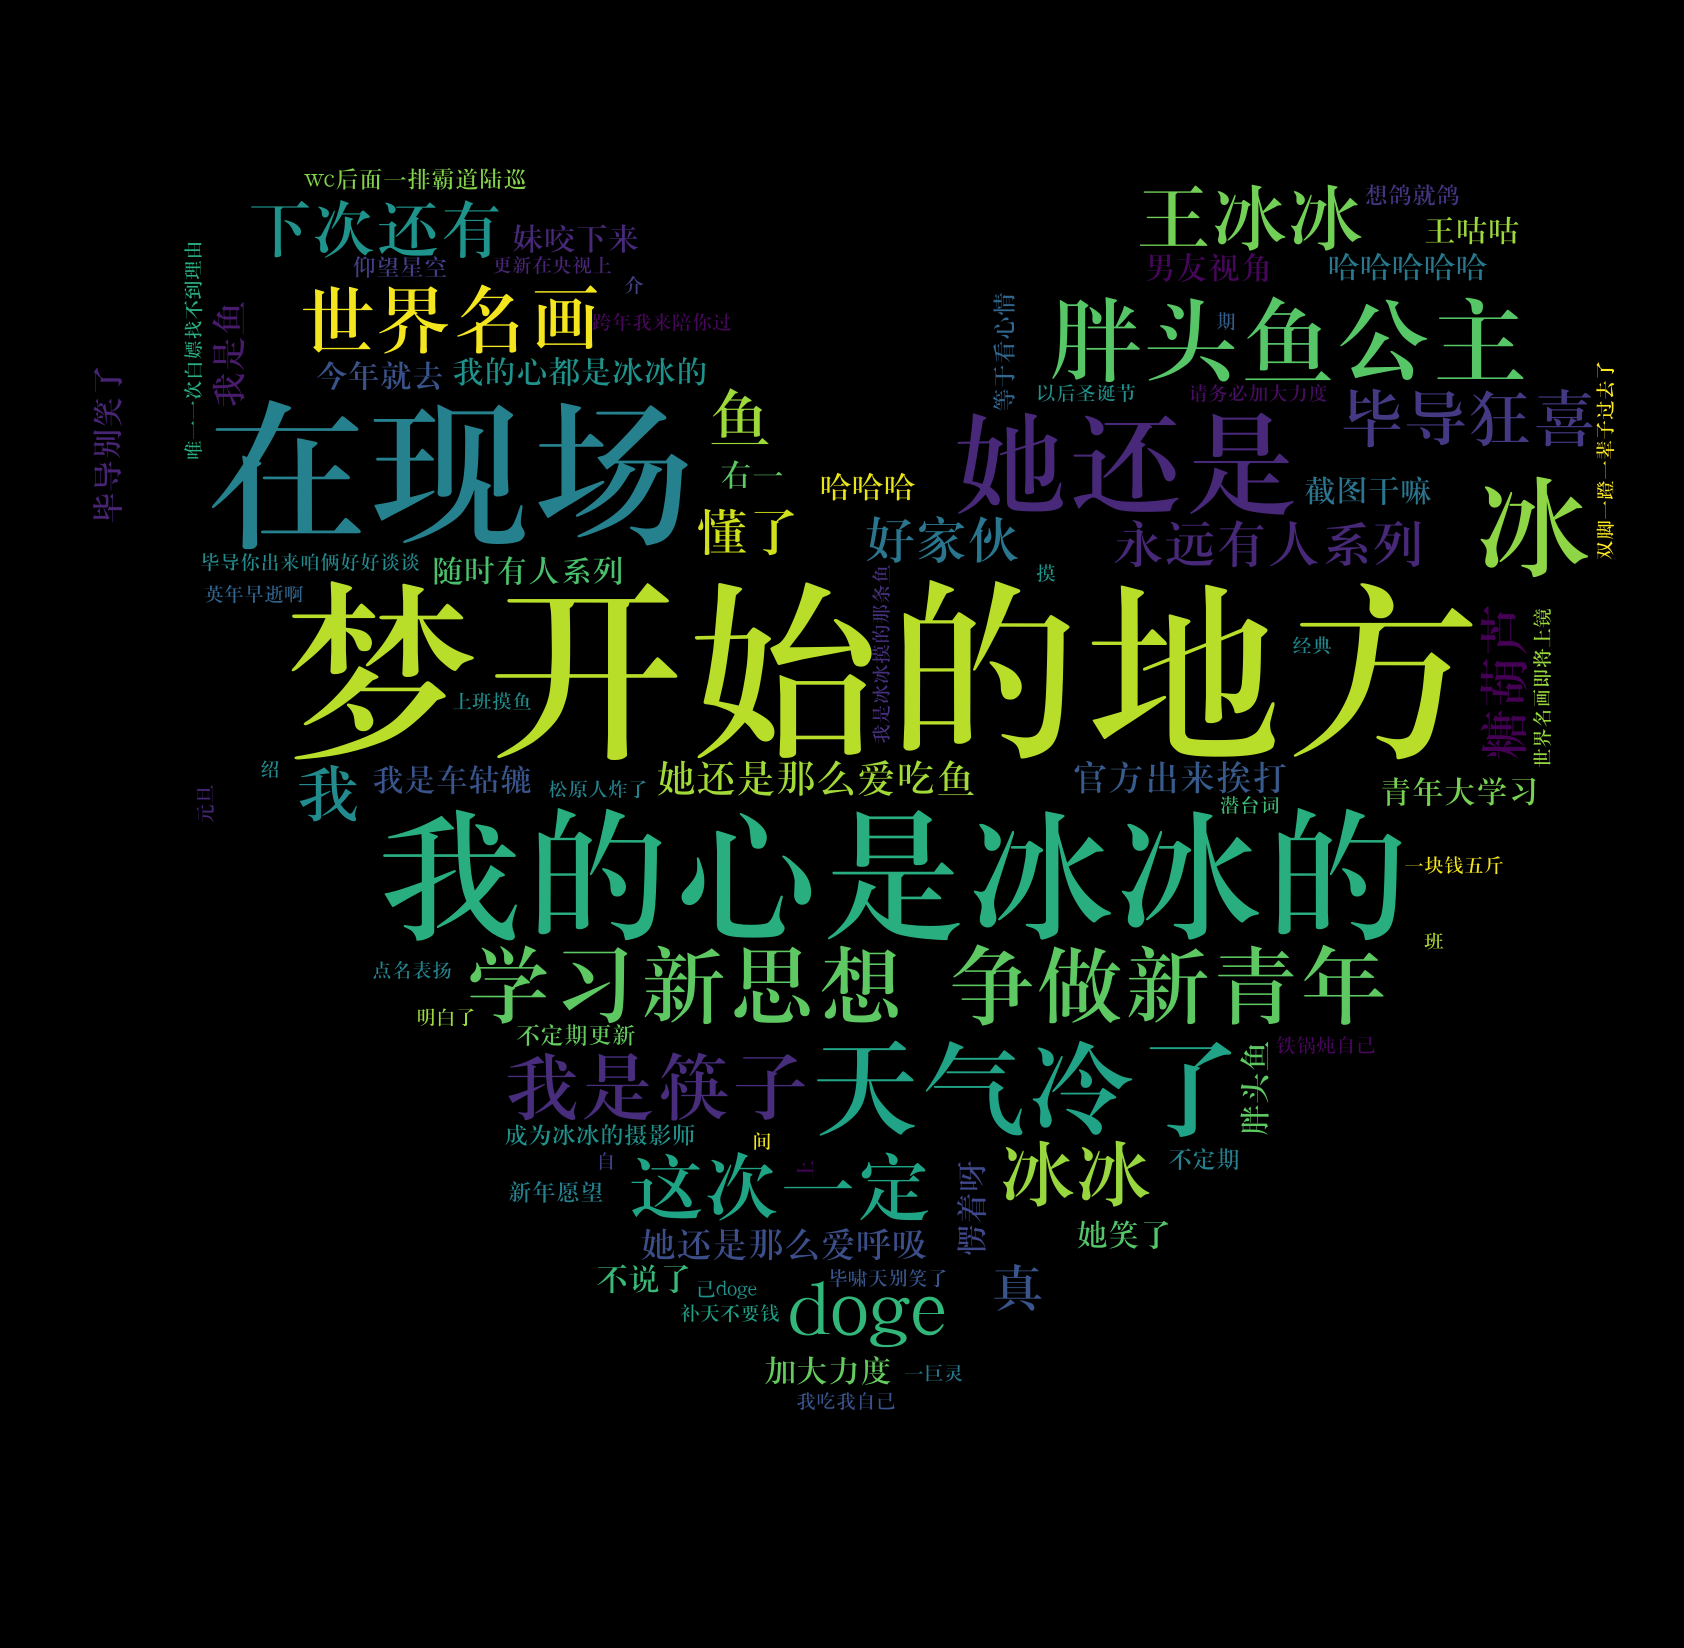 wc后面一排霸道陆巡
下次还有
妹咬下来
仰望星空
更新在央视上
介
世界名画
跨年我来陪你过
今年就去
我的心都是冰冰的
唯一一次白嫖找不到理由
我是鱼
毕导别笑了
王冰冰
想鸽就鸽
王咕咕
男友视角
哈哈哈哈哈
等于看心情
胖头鱼公主
期
以后圣诞节
请务必加大力度
毕导狂喜
双脚一蹬一辈子过去了
在现场
鱼
右一
哈哈哈
懂了
好家伙
她还是
截图干嘛
冰
永远有人系列
毕导你出来咱俩好好谈谈
随时有人系列
英年早逝啊
摸
梦开始的地方
我是冰冰摸的那条鱼
经典
上班摸鱼
糖葫芦
世界名画即将上镜
绍
我
我是车轱辘
松原人炸了
她还是那么爱吃鱼
官方出来挨打
潜台词
青年大学习
元旦
我的心是冰冰的
一块钱五斤
班
点名表扬
学习新思想 争做新青年
明白了
不定期更新
我是筷子
天气冷了
胖头鱼
铁锅炖自己
成为冰冰的摄影师
间
自
上
这次一定
愣着呀
冰冰
不定期
新年愿望
她笑了
她还是那么爱呼吸
不说了
己doge
毕啸天别笑了
真
补天不要钱
doge
加大力度
一巨灵
我吃我自己